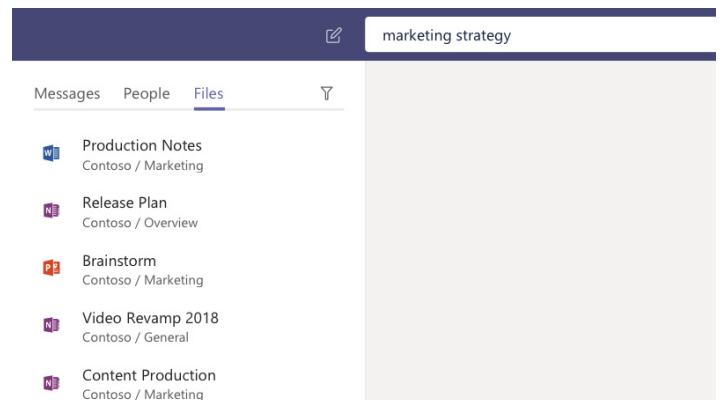 marketing strategy
Messages People Files
Production Notes
Contoso / Marketing
Release Plan
Contoso / Overview
Brainstorm
Contoso / Marketing
Video Revamp 2018
Contoso / General
Content Production
Contoso / Marketing